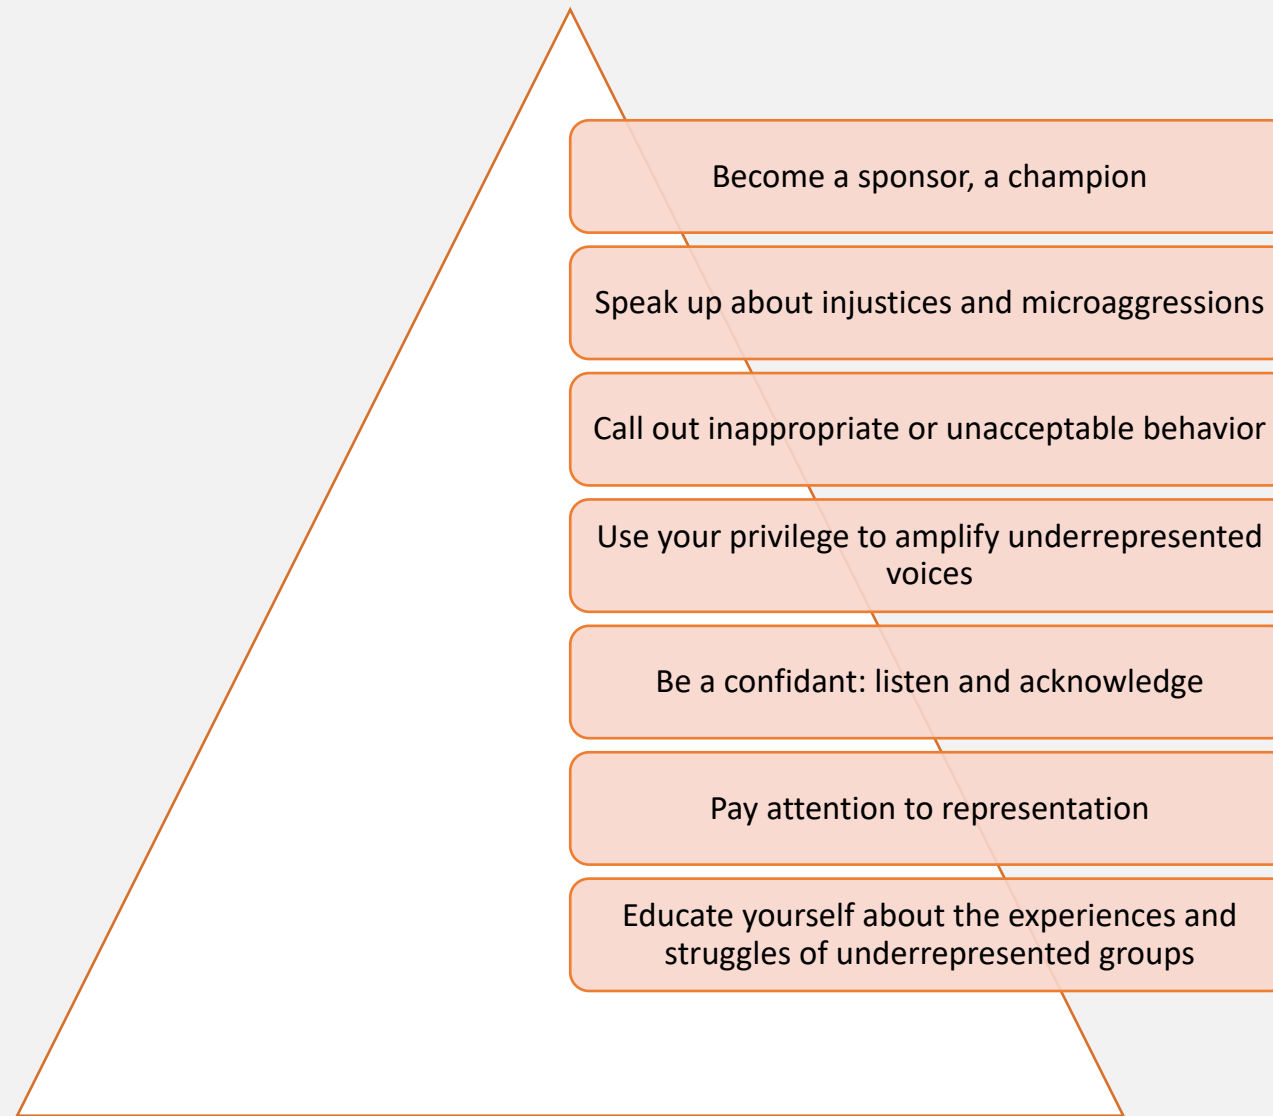 Become a sponsor, a champion
Speak up about injustices and microaggressions
Call out inappropriate or unacceptable behavior
Use your privilege to amplify underrepresented
voices
Be a confidant: listen and acknowledge
Pay attention to representation
Educate yourself about the experiences and
struggles of underrepresented groups